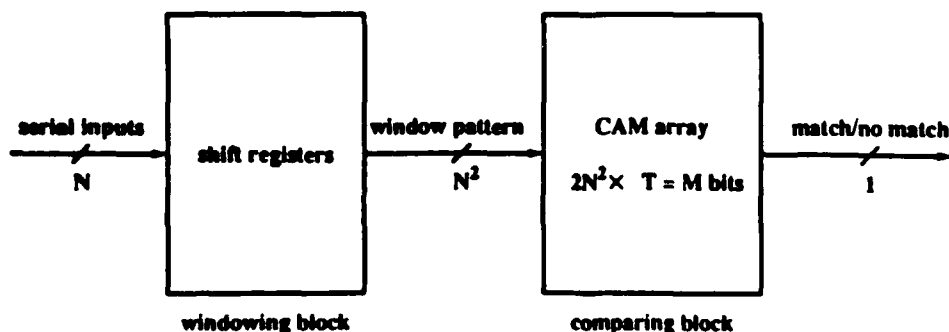 serial inputs
N
shift registers
windowing block
window pattern
N²
CAM array
2N² × T = M bits
comparing block
match/no match
1